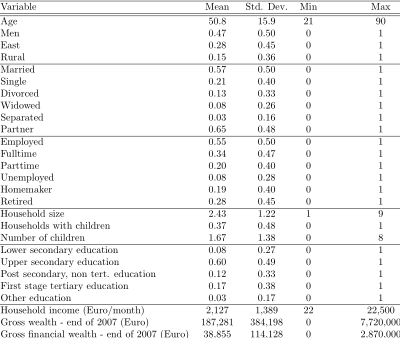 Variable Mean Std. Dev. Min Max
Age 50.8 15.9 21 90
Men 0.47 0.50 0 1
East 0.28 0.45 0 1
Rural 0.15 0.36 0 1
Married 0.57 0.50 0 1
Single 0.21 0.40 0 1
Divorced 0.13 0.33 0 1
Widowed 0.08 0.26 0 1
Separated 0.03 0.16 0 1
Partner 0.65 0.48 0 1
Employed 0.55 0.50 0 1
Fulltime 0.34 0.47 0 1
Parttime 0.20 0.40 0 1
Unemployed 0.08 0.28 0 1
Homemaker 0.19 0.40 0 1
Retired 0.28 0.45 0 1
Household size 2.43 1.22 1 9
Households with children 0.37 0.48 0 1
Number of children 1.67 1.38 0 8
Lower secondary education 0.08 0.27 0 1
Upper secondary education 0.60 0.49 0 1
Post secondary, non tert. education 0.12 0.33 0 1
First stage tertiary education 0.17 0.38 0 1
Other education 0.03 0.17 0 1
Household income (Euro/month) 2,127 1,389 22 22,500
Gross wealth - end of 2007 (Euro) 187,281 384,198 0 7,720,000
Gross financial wealth - end of 2007 (Euro) 38,855 114,128 0 2,870,000